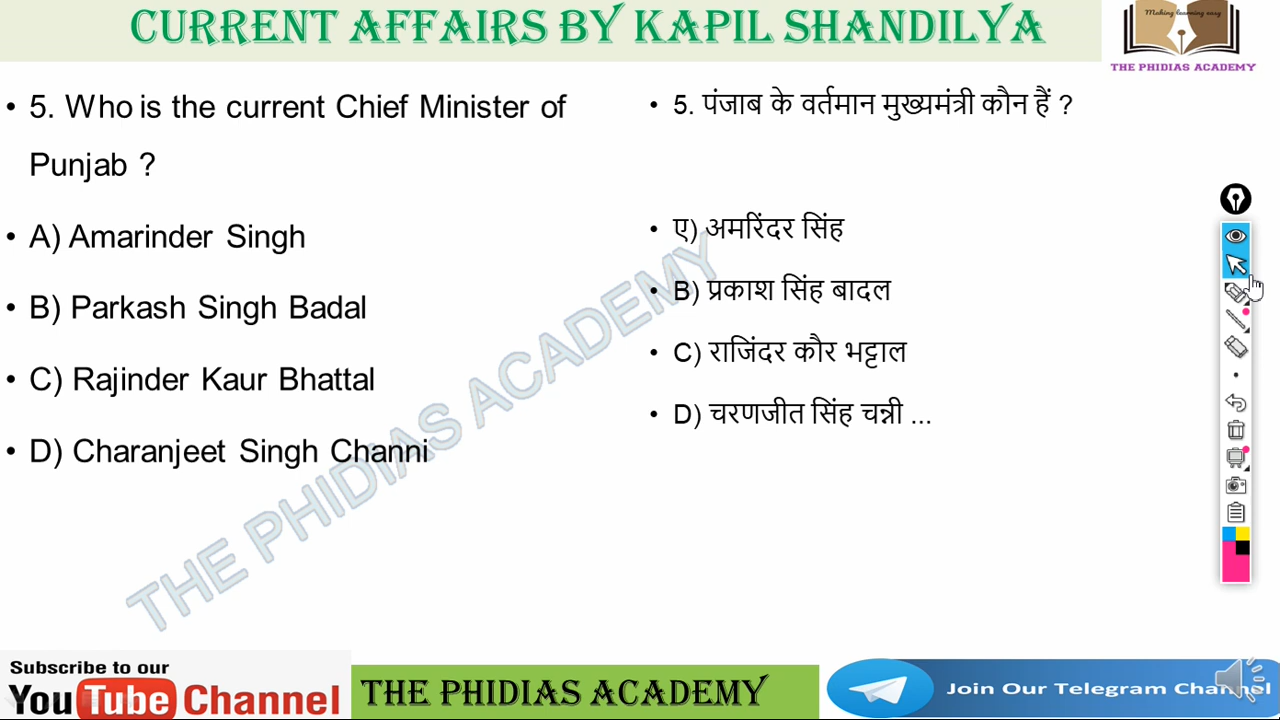 CURRENT AFFAIRS BY KAPIL SHANDILYA
Making learning easy
THE PHIDIAS ACADEMY
• 5. Who is the current Chief Minister of
Punjab ?
• A) Amarinder Singh
• B) Parkash Singh Badal
• C) Rajinder Kaur Bhattal
• D) Charanjeet Singh Channi
• 5. पंजाब के वर्तमान मुख्यमंत्री कौन हैं ?
• ए) अमरिंदर सिंह
• B) प्रकाश सिंह बादल
• C) राजिंदर कौर भट्टाल
• D) चरणजीत सिंह चन्नी ...
THE PHIDIAS ACADEMY
Subscribe to our
YouTube Channel
THE PHIDIAS ACADEMY
Join Our Telegram Channel